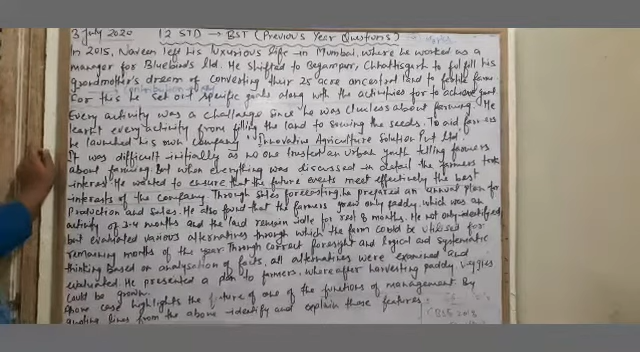 3 July 2020 12 STD → BST (Previous Year Questions)
In 2015, Naveen left his luxurious life in Mumbai, where he worked as a
manager for Bluebirds ltd. He shifted to Begampur, Chhattisgarh to fulfill his
grandmother's dream of converting their 25 acre ancestral land to fertile farm
For this he set out specific goals along with the activities for to achieve goal
Every activity was a challenge since he was clueless about farming. He
learnt every activity from filling the land to sowing the seeds. To aid farmers
he launched his own company "Innovative Agriculture Solution Pvt Ltd"
It was difficult initially as no one trusted an urban youth telling farmers
about farming. But when everything was discussed in detail the farmers took
interest. He wanted to ensure that the future events meet effectively the best
interests of the company. Through sales forecasting, he prepared an annual plan for
Production and sales. He also found that the farmers grew only paddy, which was an
activity of 3-4 months and the land remain idle for rest 8 months. He not only identified
but evaluated various alternatives through which the farm could be utilised for
remaining months of the year. Through correct foresight and logical and systematic
thinking based on analysation of facts, all alternatives were examined and
evaluated. He presented a plan to farmers, where after harvesting paddy, veggies
could be grown.
Above case highlights the feature of one of the functions of management. By
quoting lines from the above identify and explain these features
CBSE 2018